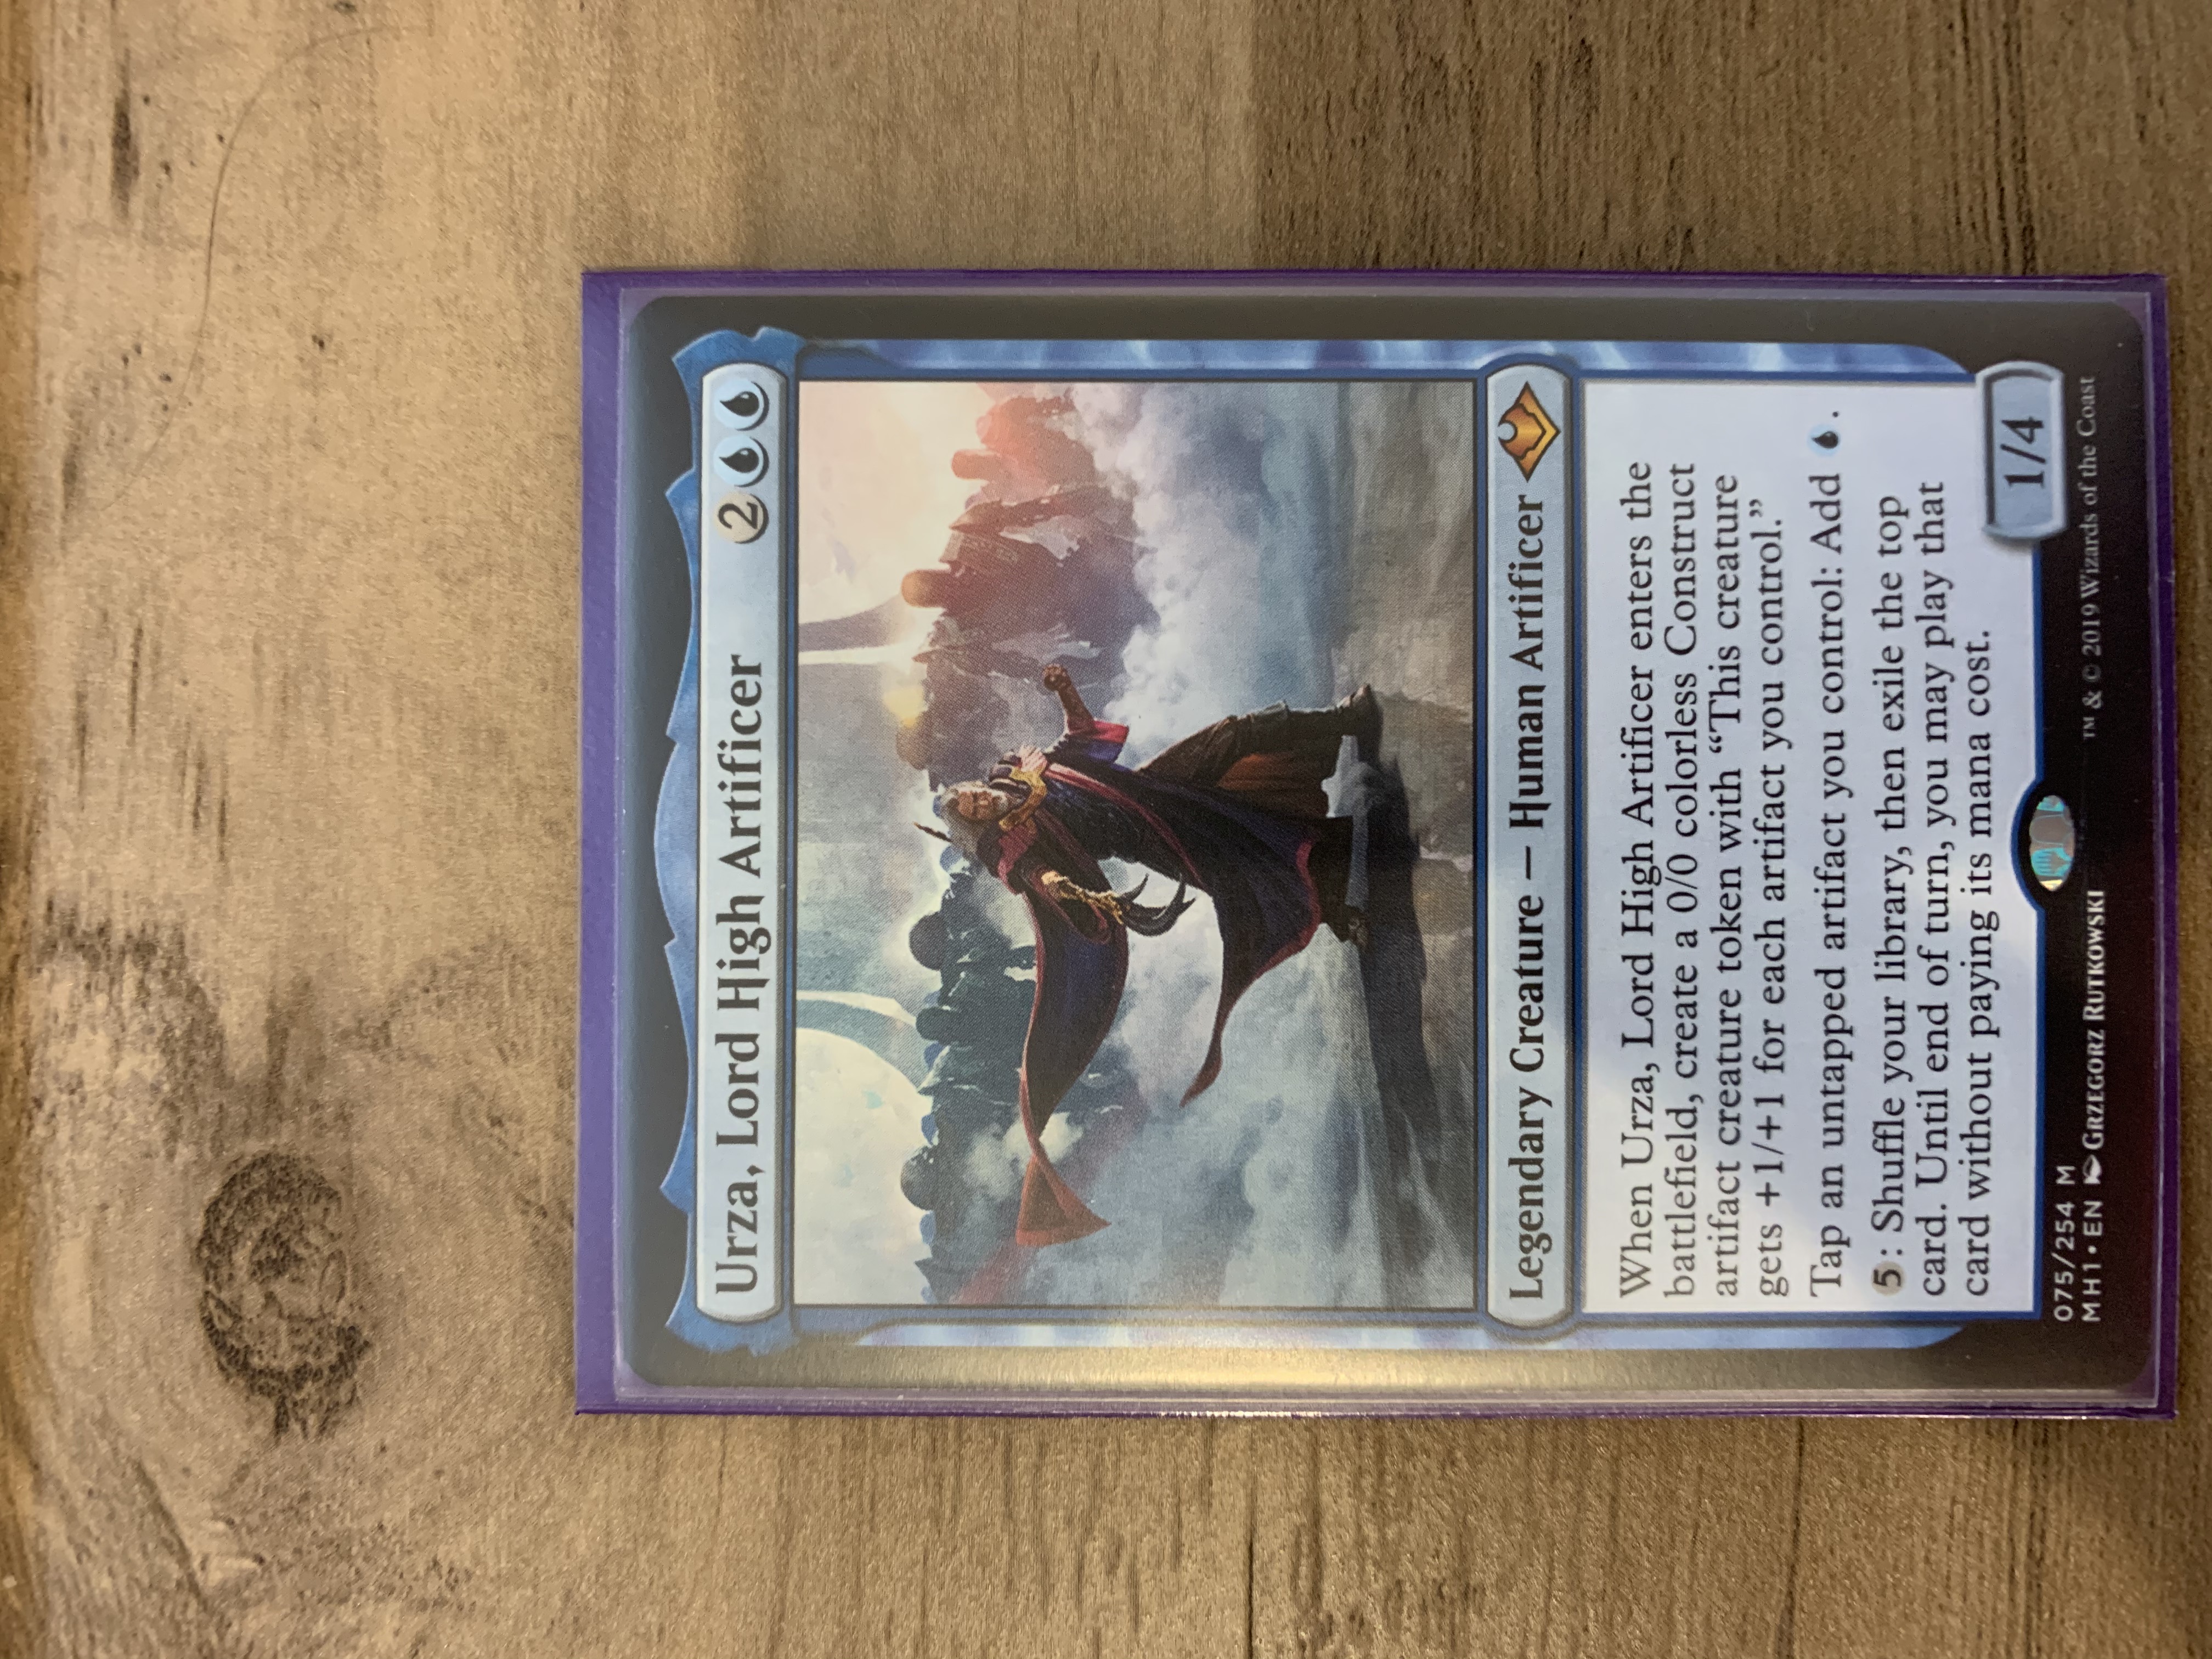 Urza, Lord High Artificer 2
Legendary Creature — Human Artificer
When Urza, Lord High Artificer enters the
battlefield, create a 0/0 colorless Construct
artifact creature token with “This creature
gets +1/+1 for each artifact you control.”
Tap an untapped artifact you control: Add .
5: Shuffle your library, then exile the top
card. Until end of turn, you may play that
card without paying its mana cost.
1/4
075/254 M
MH1•EN Grzegorz Rutkowski
™ & © 2019 Wizards of the Coast